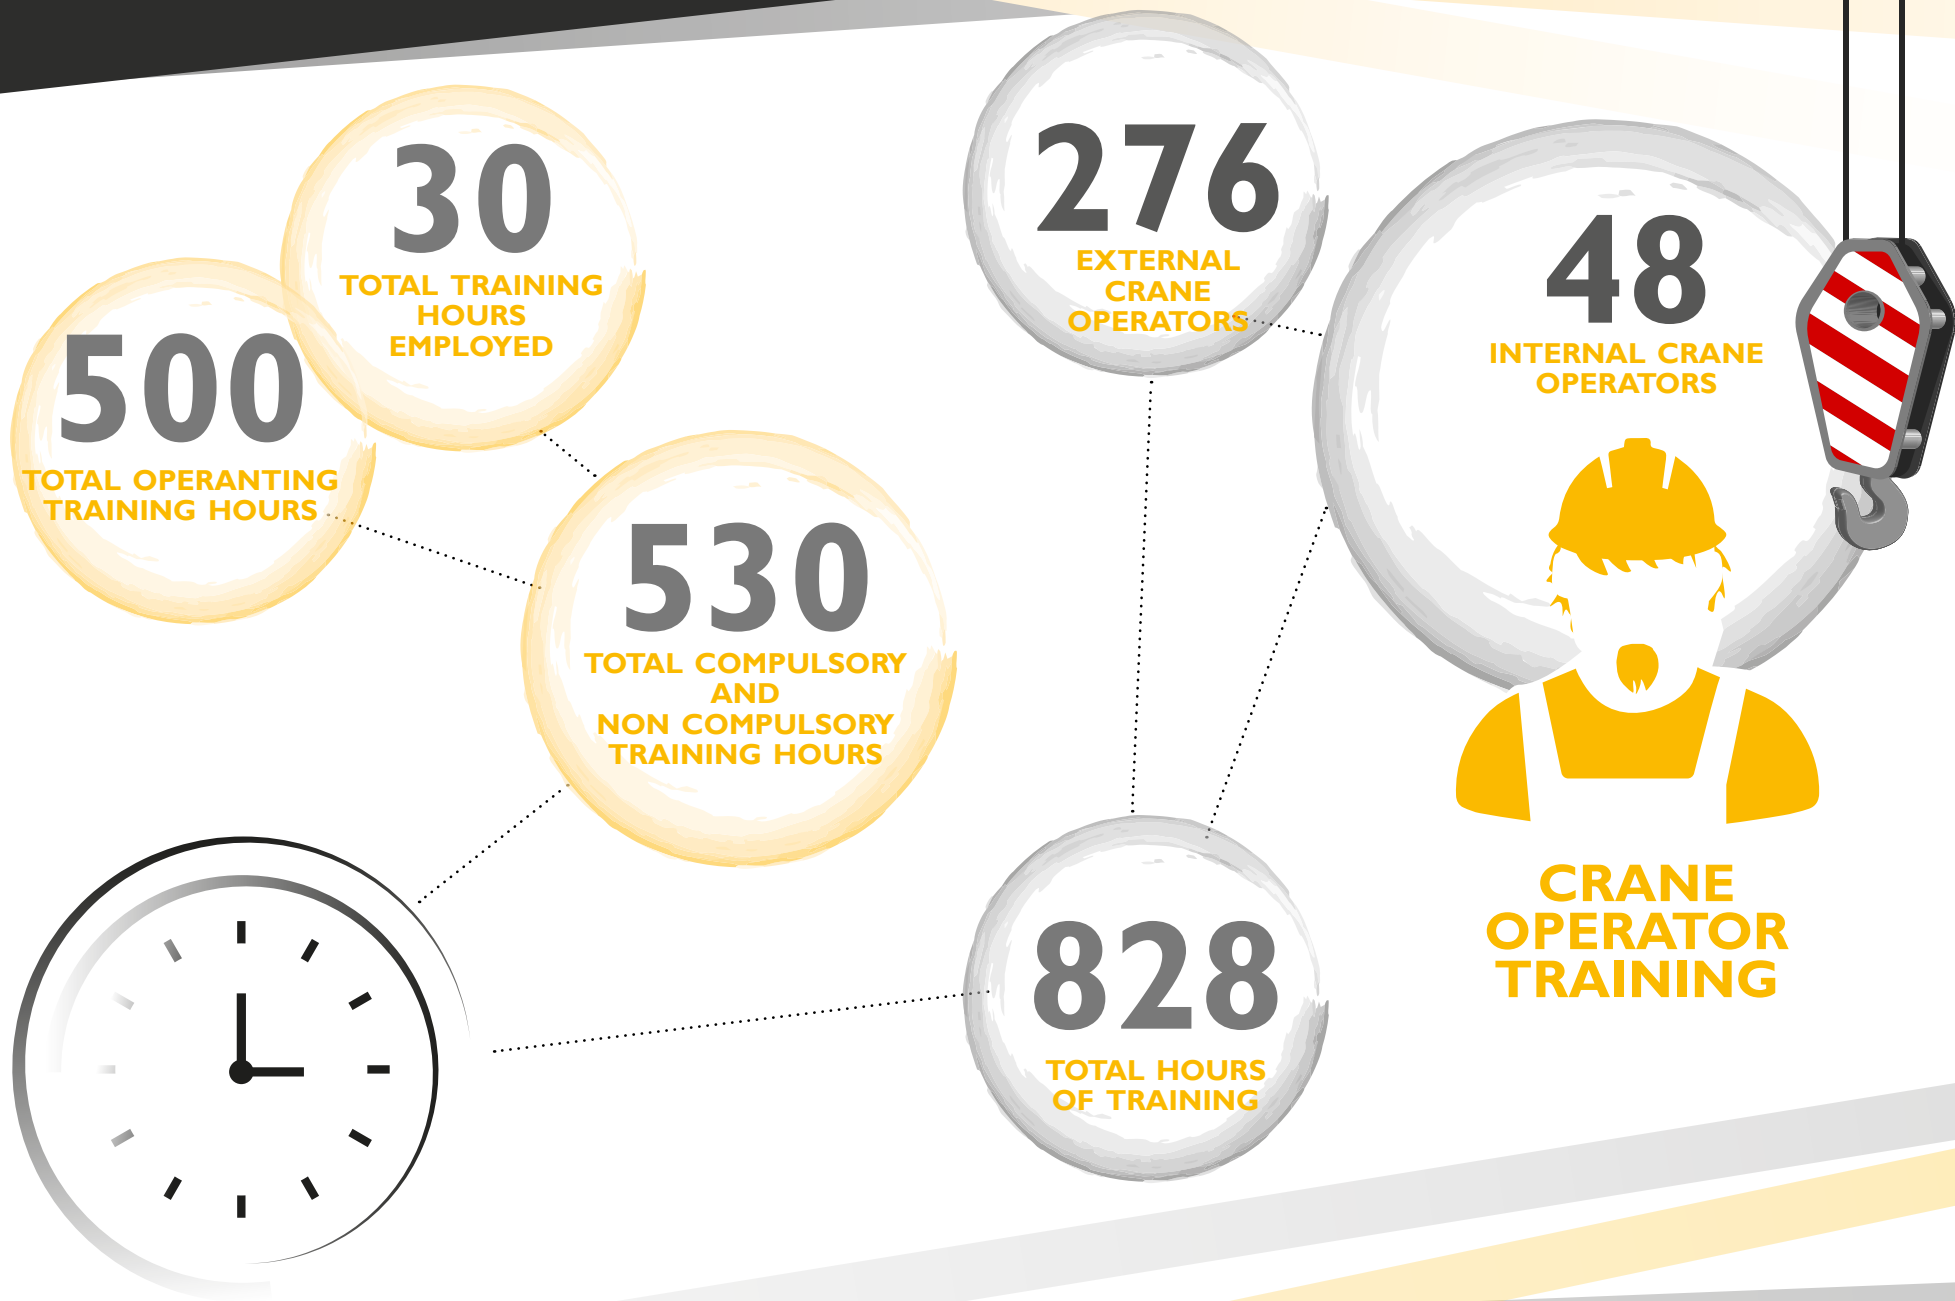 30
TOTAL TRAINING
HOURS
EMPLOYED
500
TOTAL OPERANTING
TRAINING HOURS
530
TOTAL COMPULSORY
AND
NON COMPULSORY
TRAINING HOURS
276
EXTERNAL
CRANE
OPERATORS
48
INTERNAL CRANE
OPERATORS
828
TOTAL HOURS
OF TRAINING
CRANE
OPERATOR
TRAINING